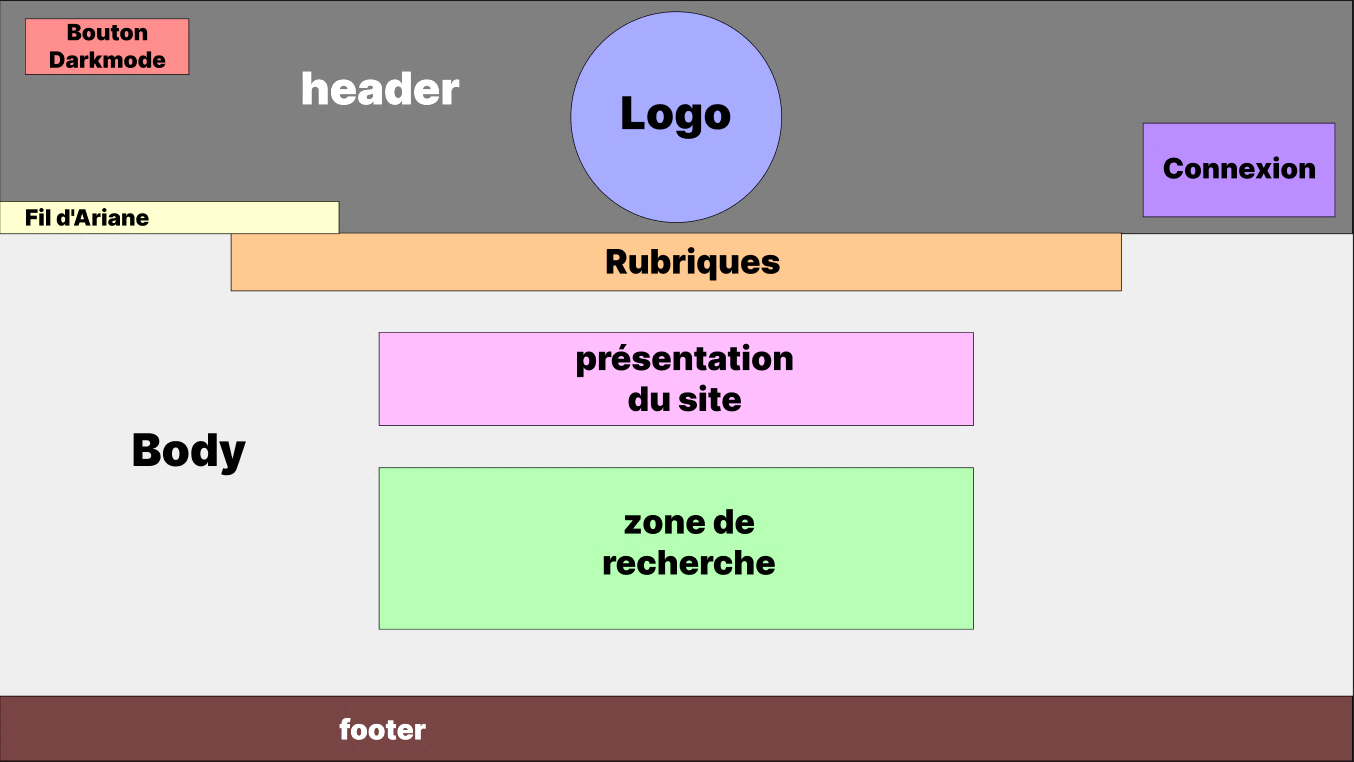 Bouton
Darkmode
header
Logo
Connexion
Fil d'Ariane
Rubriques
présentation
du site
Body
zone de
recherche
footer